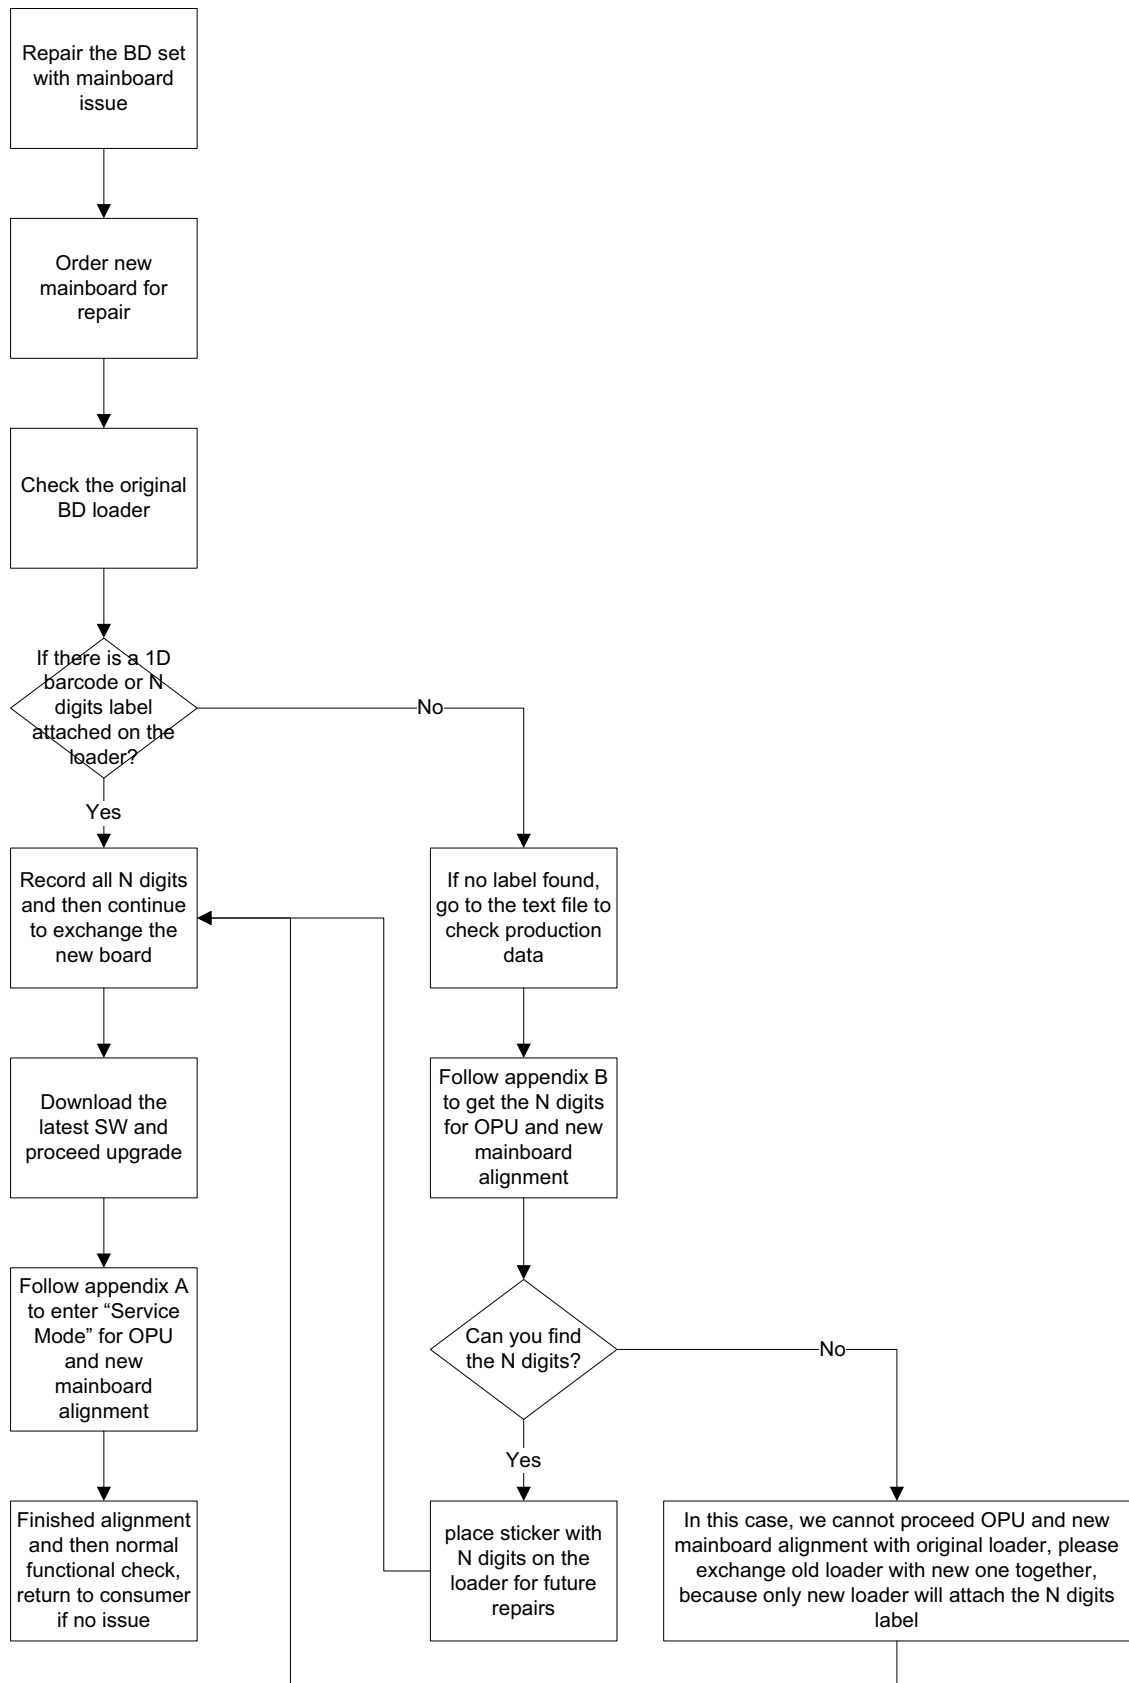 Repair the BD set
with mainboard
issue
Order new
mainboard for
repair
Check the original
BD loader
If there is a 1D
barcode or N
digits label
attached on the
loader?
No
Yes
Record all N digits
and then continue
to exchange the
new board
If no label found,
go to the text file to
check production
data
Download the
latest SW and
proceed upgrade
Follow appendix B
to get the N digits
for OPU and new
mainboard
alignment
Follow appendix A
to enter “Service
Mode” for OPU
and new
mainboard
alignment
Can you find
the N digits?
No
Yes
Finished alignment
and then normal
functional check,
return to consumer
if no issue
place sticker with
N digits on the
loader for future
repairs
In this case, we cannot proceed OPU and new
mainboard alignment with original loader, please
exchange old loader with new one together,
because only new loader will attach the N digits
label